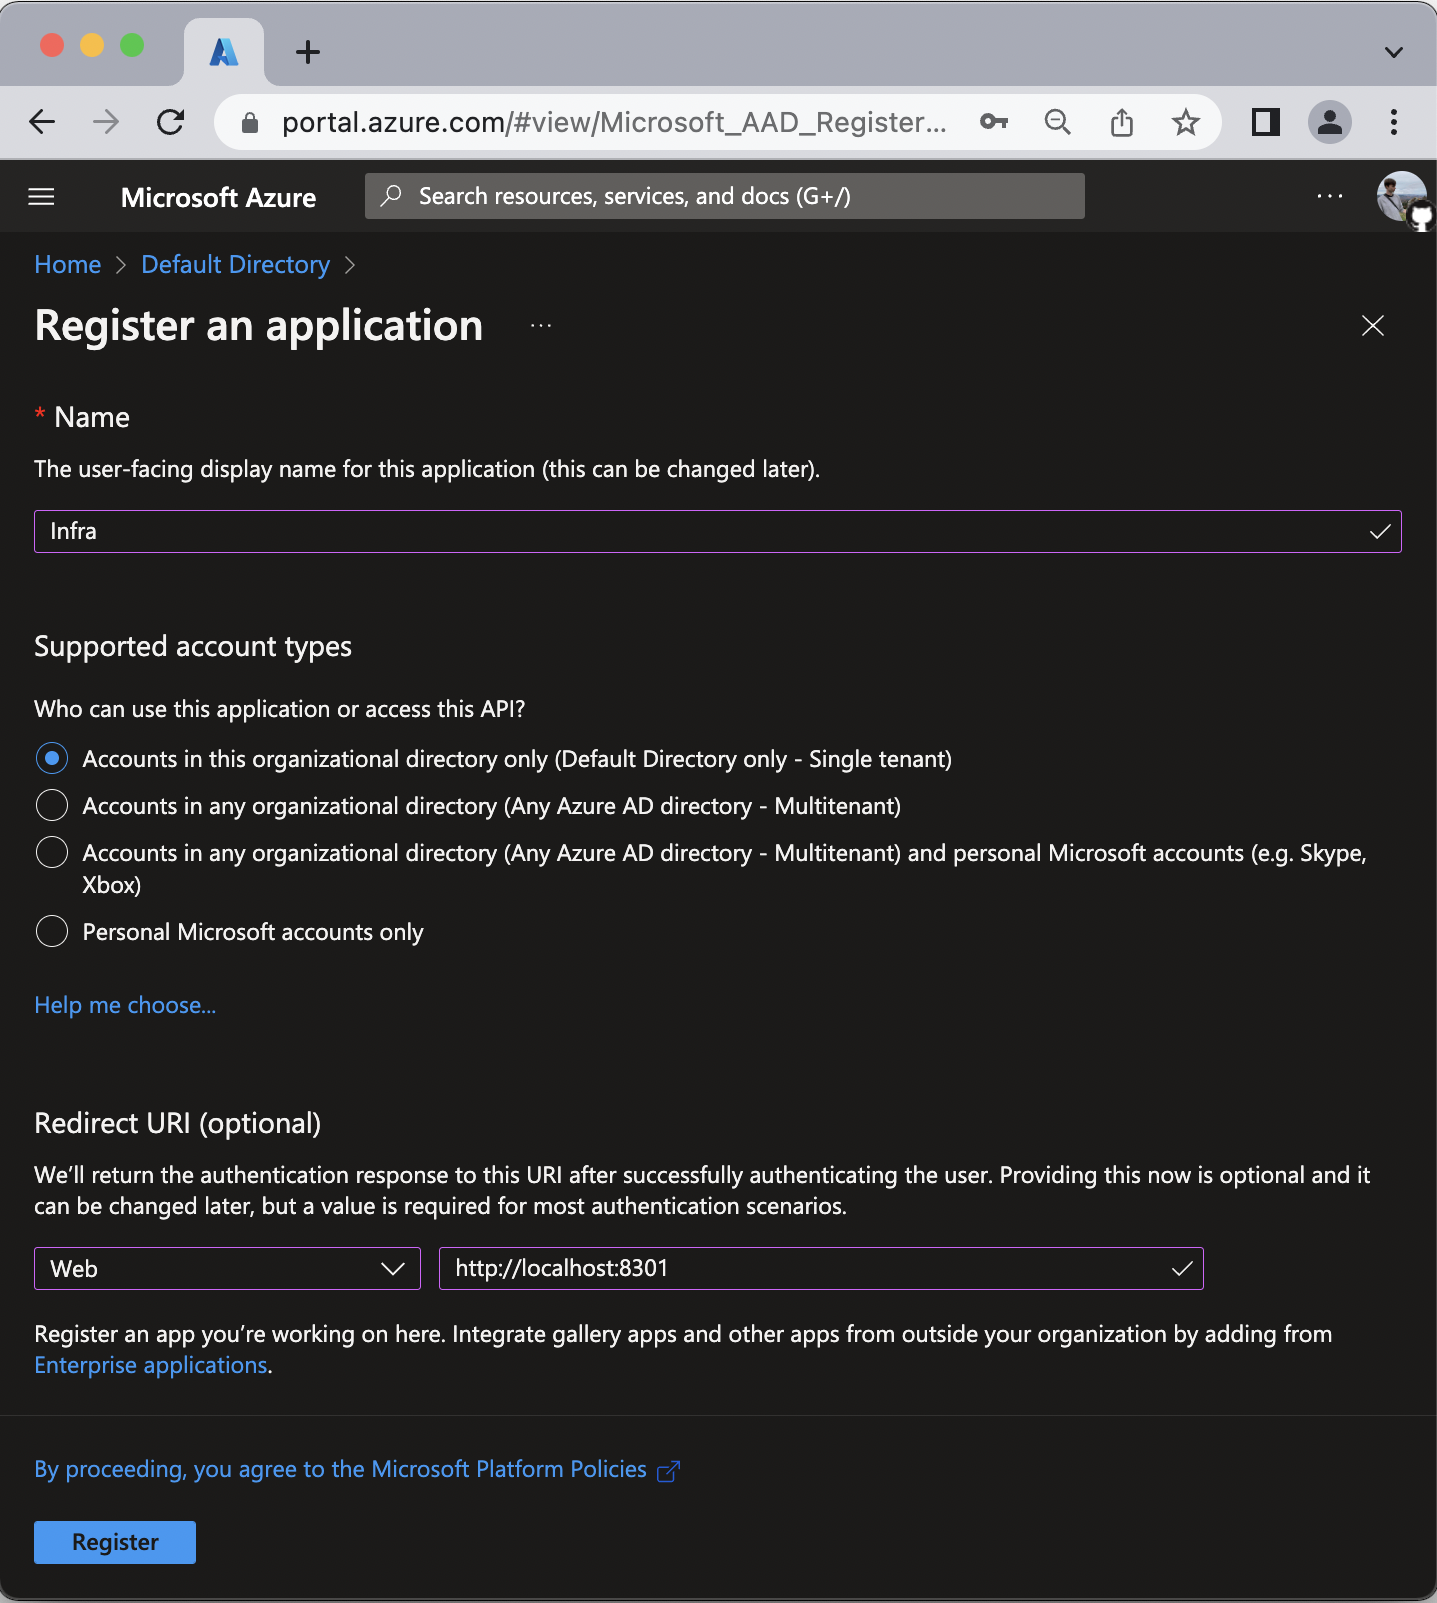 portal.azure.com/#view/Microsoft_AAD_Register...
Microsoft Azure
Search resources, services, and docs (G+/)
...
Home > Default Directory >
Register an application ...
* Name
The user-facing display name for this application (this can be changed later).
Infra
Supported account types
Who can use this application or access this API?
Accounts in this organizational directory only (Default Directory only - Single tenant)
Accounts in any organizational directory (Any Azure AD directory - Multitenant)
Accounts in any organizational directory (Any Azure AD directory - Multitenant) and personal Microsoft accounts (e.g. Skype,
Xbox)
Personal Microsoft accounts only
Help me choose...
Redirect URI (optional)
We’ll return the authentication response to this URI after successfully authenticating the user. Providing this now is optional and it
can be changed later, but a value is required for most authentication scenarios.
Web
http://localhost:8301
Register an app you’re working on here. Integrate gallery apps and other apps from outside your organization by adding from
Enterprise applications.
By proceeding, you agree to the Microsoft Platform Policies
Register